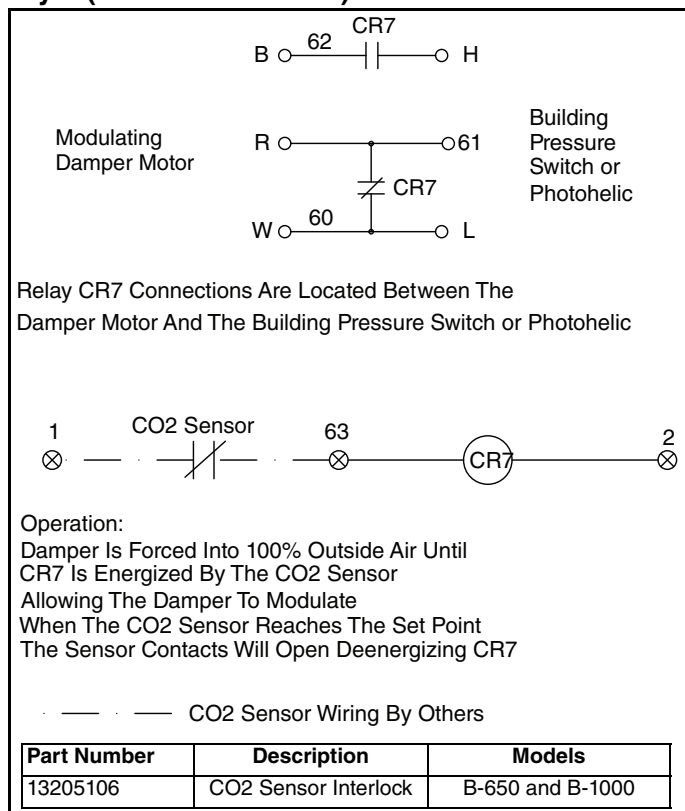 CR7
B 62 H
Modulating
Damper Motor
R 61
Building
Pressure
Switch or
Photohelic
CR7
W 60 L
Relay CR7 Connections Are Located Between The
Damper Motor And The Building Pressure Switch or Photohelic
1 CO2 Sensor 63 CR7 2
Operation:
Damper Is Forced Into 100% Outside Air Until
CR7 Is Energized By The CO2 Sensor
Allowing The Damper To Modulate
When The CO2 Sensor Reaches The Set Point
The Sensor Contacts Will Open Deenergizing CR7
CO2 Sensor Wiring By Others
Part Number Description Models
13205106 CO2 Sensor Interlock B-650 and B-1000